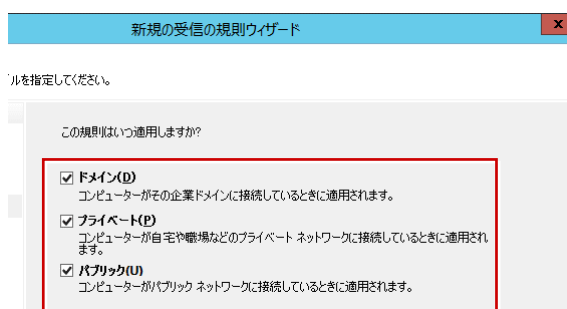 新規の受信の規則ウィザード
x
ルを指定してください。
この規則はいつ適用しますか?
ドメイン(D)
コンピューターがその企業ドメインに接続しているときに適用されます。
プライベート(P)
コンピューターが自宅や職場などのプライベート ネットワークに接続しているときに適用され
ます。
パブリック(U)
コンピューターがパブリック ネットワークに接続しているときに適用されます。